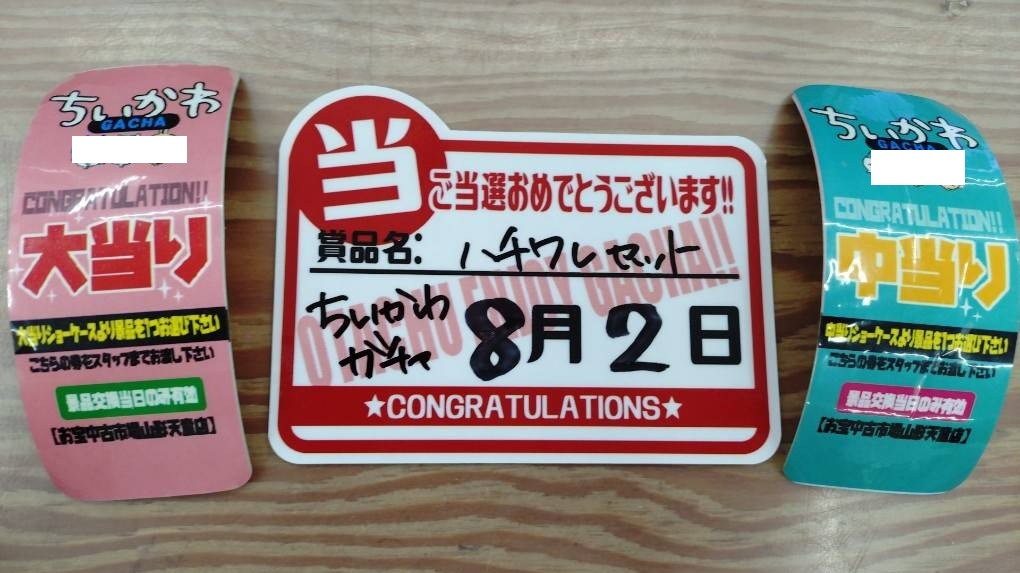 ちいかわ
GACHA
CONGRATULATION!!
大当り
大当りショーケースより景品を1つお選び下さい
こちらの券をスタッフまでお渡し下さい
景品交換当日のみ有効
【お宝中古市場山形天童店】
当
ご当選おめでとうございます!!
賞品名: ハチワレセット
ちいかわ
ガチャ
8月2日
ENJOY GACHA!!
★CONGRATULATIONS★
ちいかわ
GACHA
CONGRATULATION!!
中当り
中当りショーケースより景品を1つお選び下さい
こちらの券をスタッフまでお渡し下さい
景品交換当日のみ有効
【お宝中古市場山形天童店】